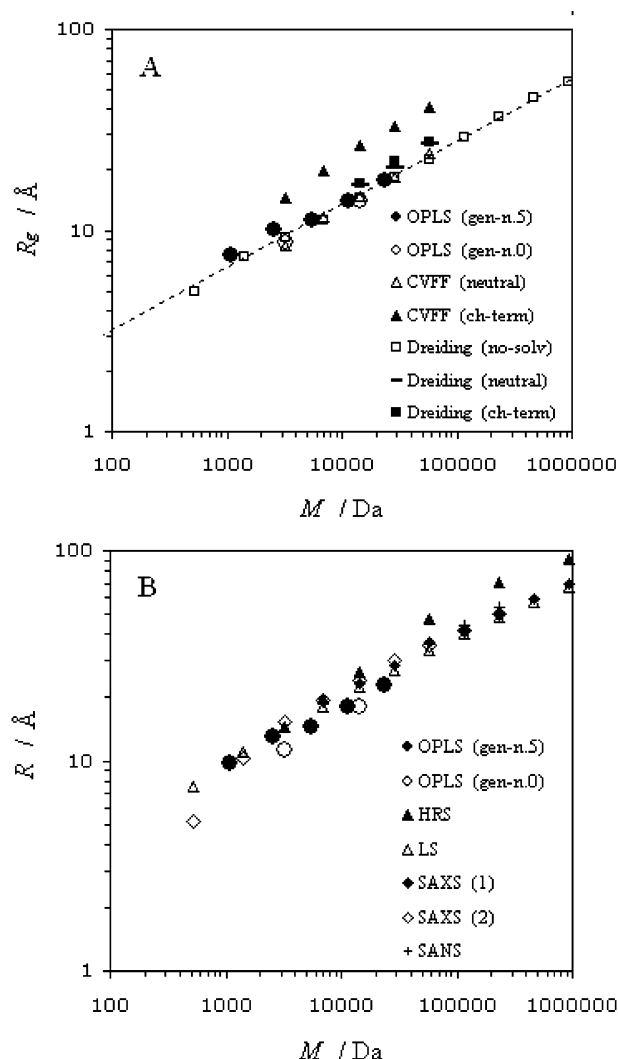 100
A
10
1
Rg / Å
OPLS (gen-n.5)
OPLS (gen-n.0)
CVFF (neutral)
CVFF (ch-term)
Dreiding (no-solv)
Dreiding (neutral)
Dreiding (ch-term)
100 1000 10000 100000 1000000
M / Da
100
B
10
1
R / Å
OPLS (gen-n.5)
OPLS (gen-n.0)
HRS
LS
SAXS (1)
SAXS (2)
SANS
100 1000 10000 100000 1000000
M / Da